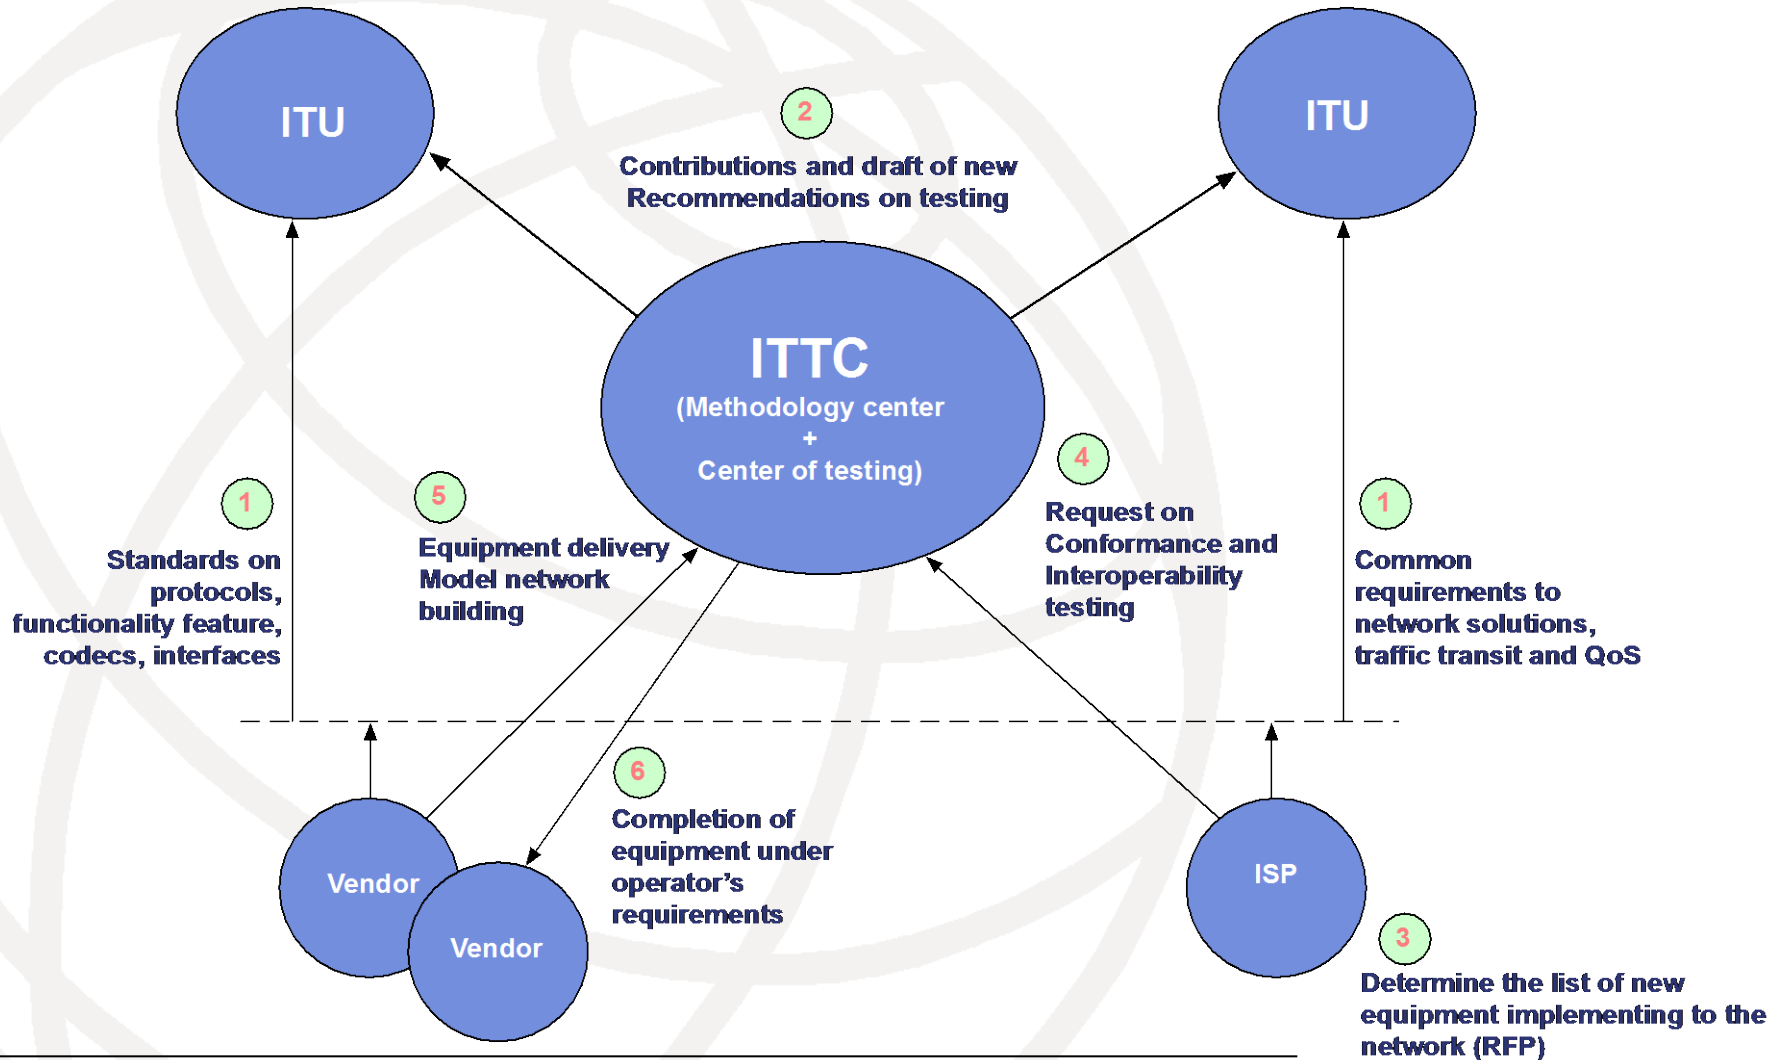 ITU
ITU
2
Contributions and draft of new
Recommendations on testing
ITTC
(Methodology center
+
Center of testing)
1
Standards on
protocols,
functionality feature,
codecs, interfaces
5
Equipment delivery
Model network
building
4
Request on
Conformance and
Interoperability
testing
1
Common
requirements to
network solutions,
traffic transit and QoS
6
Completion of
equipment under
operator’s
requirements
Vendor
Vendor
ISP
3
Determine the list of new
equipment implementing to the
network (RFP)